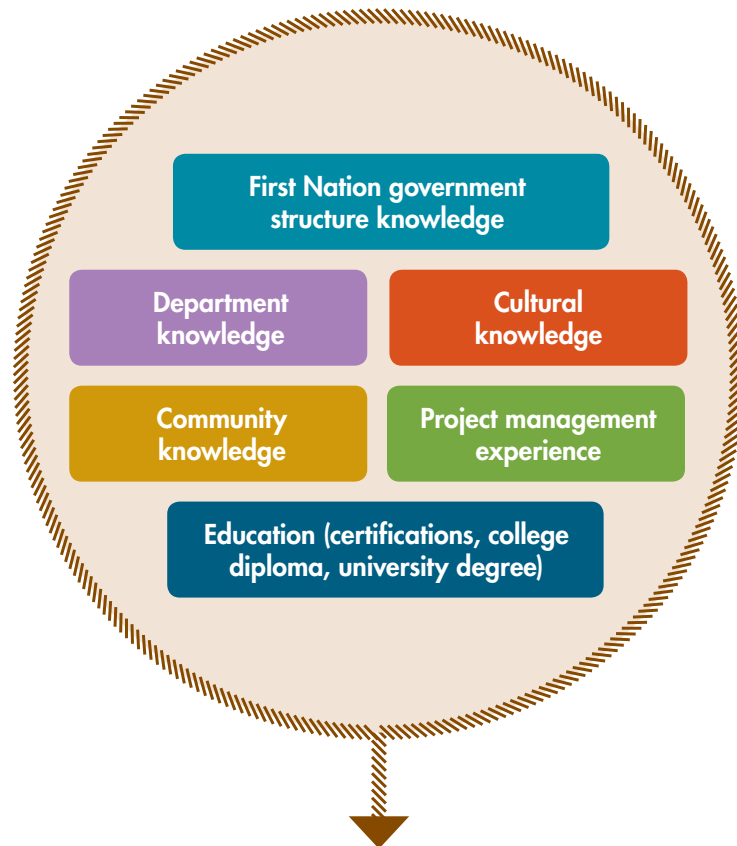 First Nation government
structure knowledge
Department
knowledge
Cultural
knowledge
Community
knowledge
Project management
experience
Education (certifications, college
diploma, university degree)